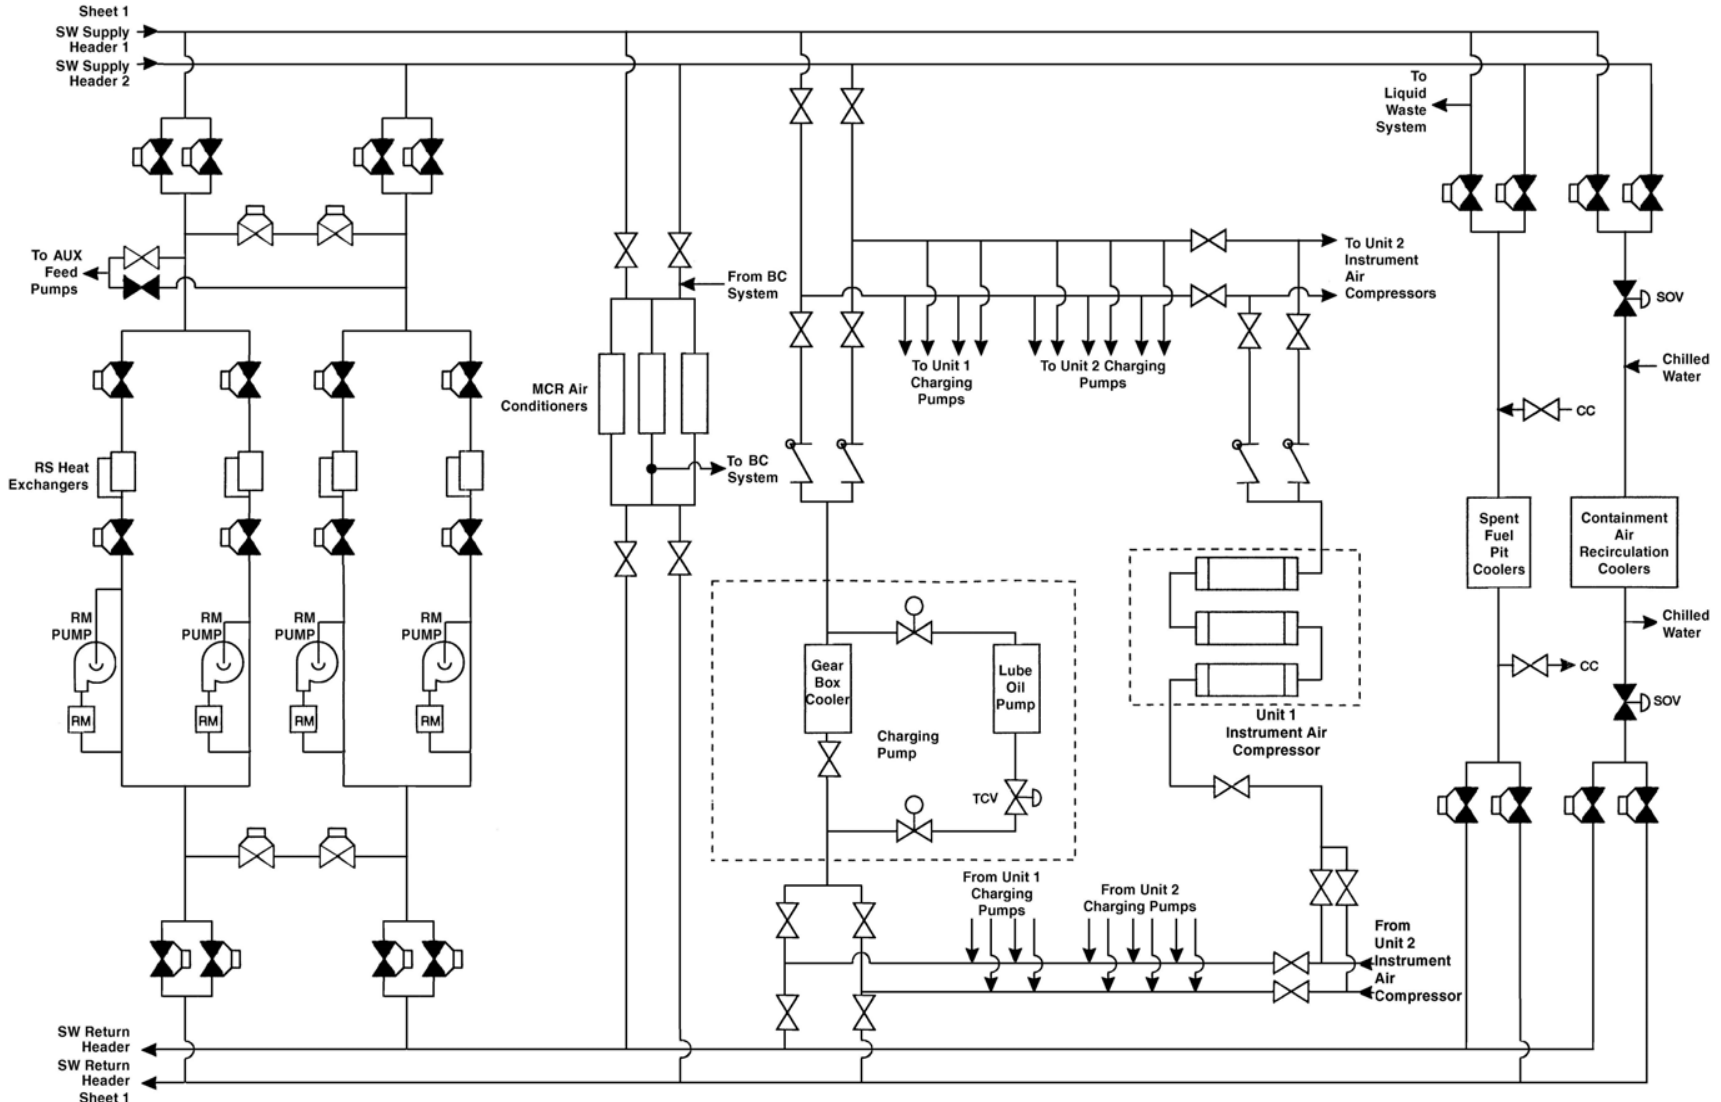 Sheet 1
SW Supply
Header 1
SW Supply
Header 2
To
Liquid
Waste
System
To AUX
Feed
Pumps
From BC
System
To Unit 2
Instrument
Air
Compressors
SOV
Chilled
Water
To Unit 1
Charging
Pumps
To Unit 2 Charging
Pumps
MCR Air
Conditioners
CC
RS Heat
Exchangers
To BC
System
Spent
Fuel
Pit
Coolers
Containment
Air
Recirculation
Coolers
RM
PUMP
RM
PUMP
RM
PUMP
RM
PUMP
Chilled
Water
Gear
Box
Cooler
Lube
Oil
Pump
CC
SOV
RM
RM
RM
RM
Unit 1
Instrument Air
Compressor
Charging
Pump
TCV
From Unit 1
Charging
Pumps
From Unit 2
Charging Pumps
From
Unit 2
Instrument
Air
Compressor
SW Return
Header
SW Return
Header
Sheet 1